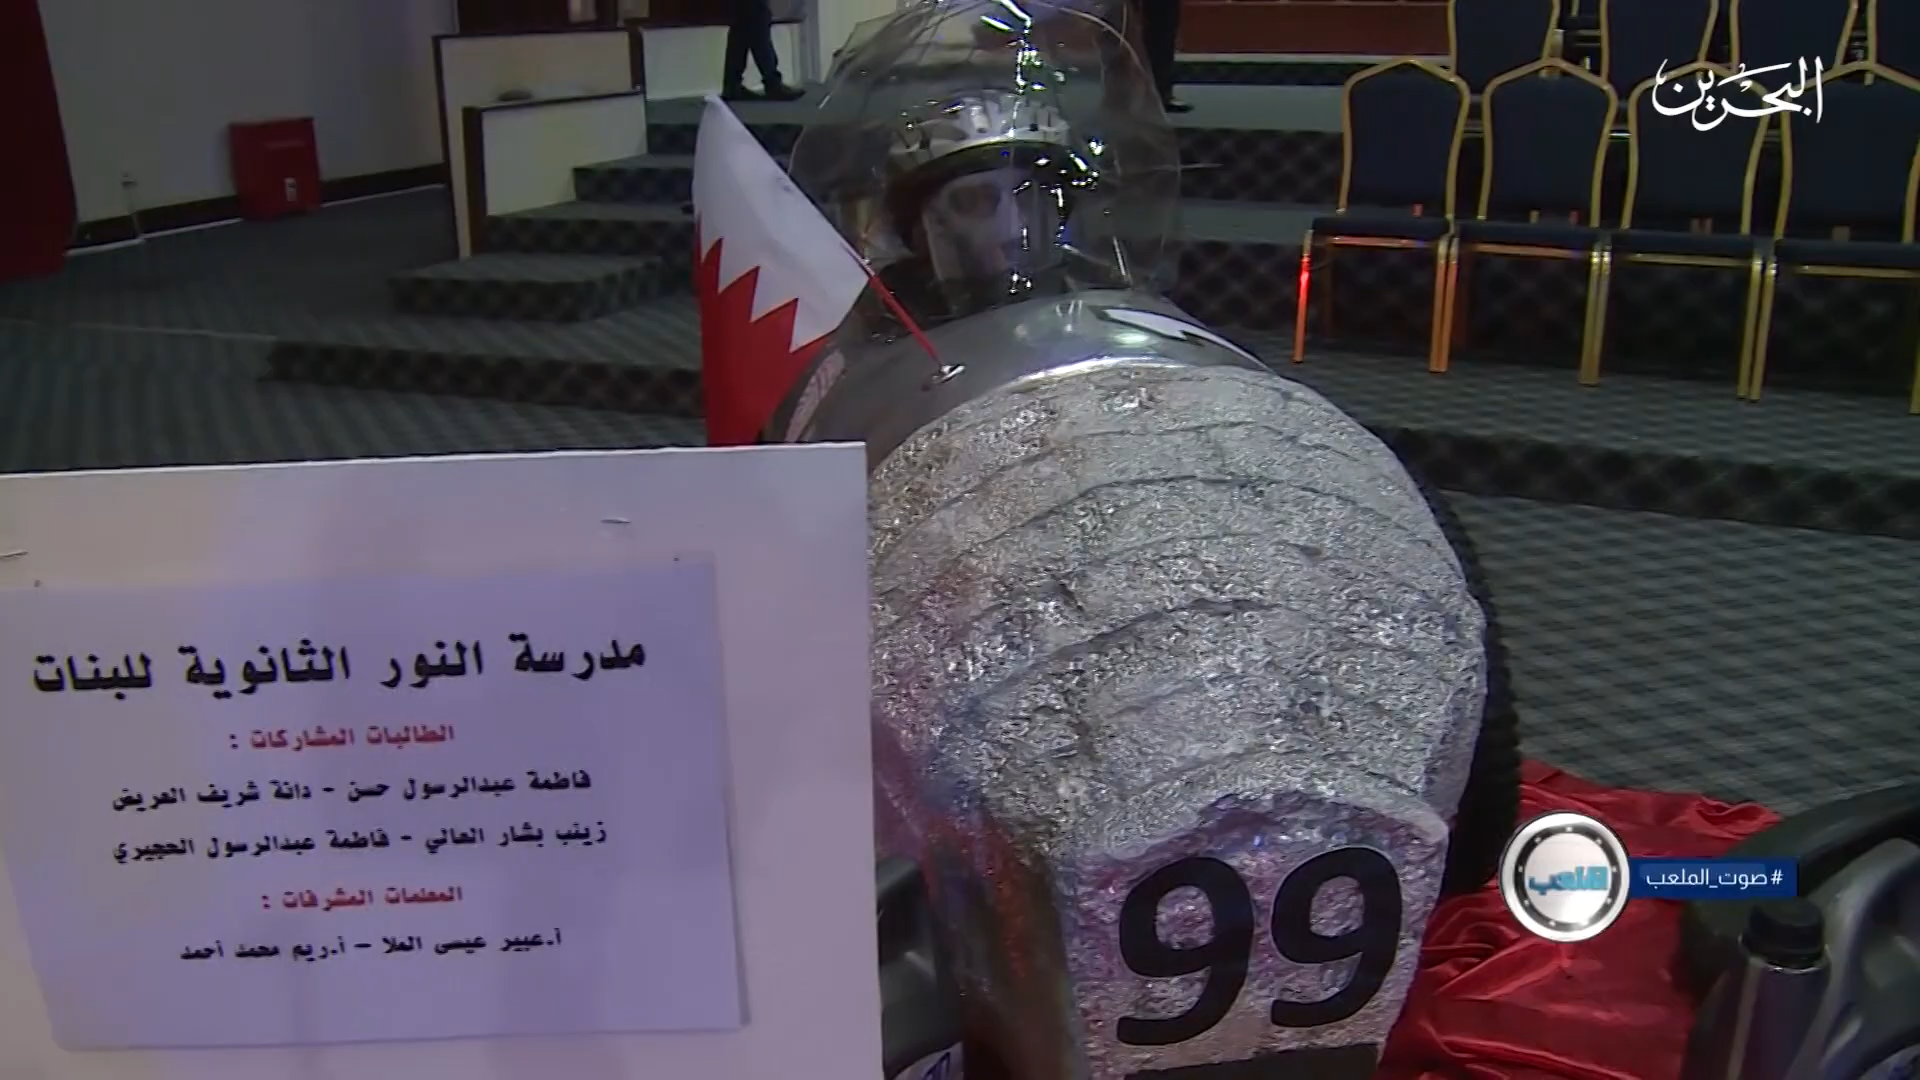 البحرين
مدرسة النور الثانوية للبنات
الطالبات المشاركات :
فاطمة عبدالرسول حسن - دانة شريف العريض
زينب بشار العالي - فاطمة عبدالرسول الحجيري
المعلمات المشرفات :
أ.عبير عيسى الملا - أ.ريم محمد أحمد
99
الملعب
#صوت_الملعب